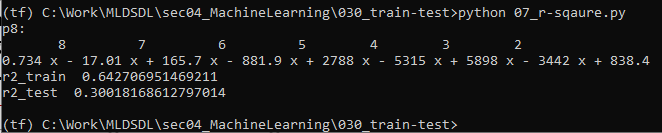 (tf) C:\Work\MLDSDL\sec04_MachineLearning\030_train-test>python 07_r-sqaure.py
p8:
       8         7         6         5        4        3        2
0.734 x - 17.01 x + 165.7 x - 881.9 x + 2788 x - 5315 x + 5898 x - 3442 x + 838.4
r2_train  0.642706951469211
r2_test  0.30018168612797014
(tf) C:\Work\MLDSDL\sec04_MachineLearning\030_train-test>